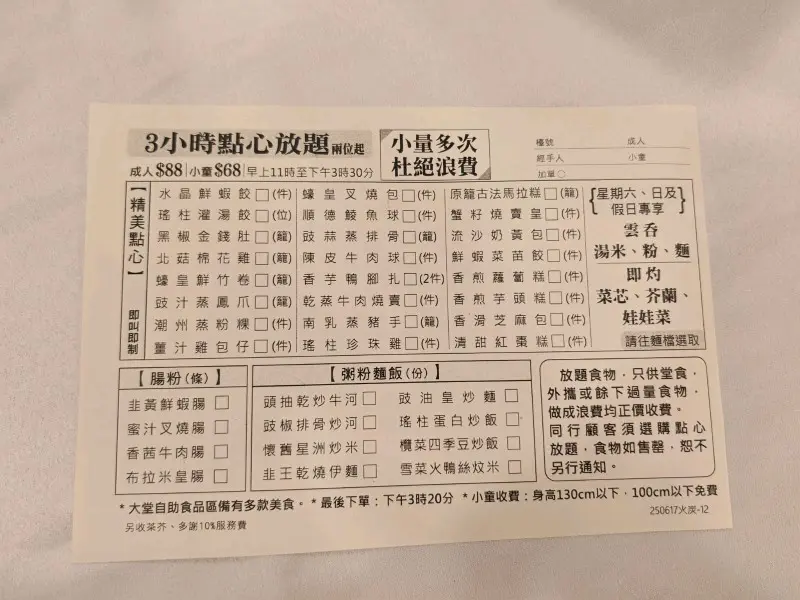 3小時點心放題 兩位起
小量多次
杜絕浪費
成人 $88 | 小童 $68 | 早上11時至下午3時30分
檯號 成人
經手人 小童
加單○
【精美點心】
即叫即制
水晶鮮蝦餃□(件)
瑤柱灌湯餃□(位)
黑椒金錢肚□(籠)
北菇棉花雞□(籠)
蠔皇鮮竹卷□(籠)
豉汁蒸鳳爪□(籠)
潮州蒸粉粿□(件)
薑汁雞包仔□(件)
蠔皇叉燒包□(件)
順德鯪魚球□(件)
豉蒜蒸排骨□(籠)
陳皮牛肉球□(件)
香芋鴨腳扎□(2件)
乾蒸牛肉燒賣□(件)
南乳蒸豬手□(籠)
瑤柱珍珠雞□(件)
原籠古法馬拉糕□(籠)
蟹籽燒賣皇□(件)
流沙奶黃包□(件)
鮮蝦菜苗餃□(件)
香煎蘿蔔糕□(件)
香煎芋頭糕□(件)
香滑芝麻包□(件)
清甜紅棗糕□(件)
{星期六、日及
假日專享}
雲吞
湯米、粉、麵
即灼
菜芯、芥蘭、
娃娃菜
請往麵檔選取
【腸粉(條)】
韭黃鮮蝦腸□
蜜汁叉燒腸□
香茜牛肉腸□
布拉米皇腸□
【粥粉麵飯(份)】
頭抽乾炒牛河□
豉椒排骨炒河□
懷舊星洲炒米□
韭王乾燒伊麵□
豉油皇炒麵□
瑤柱蛋白炒飯□
欖菜四季豆炒飯□
雪菜火鴨絲炆米□
放題食物，只供堂食，
外攜或餘下過量食物，
做成浪費均正價收費。
同行顧客須選購點心
放題，食物如售罄，恕不
另行通知。
*大堂自助食品區備有多款美食。*最後下單：下午3時20分 *小童收費：身高130cm以下，100cm以下免費
另收茶芥、多謝10%服務費
250617火炭-12